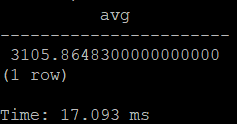 avg
-----------------------
3105.8648300000000000
(1 row)
Time: 17.093 ms